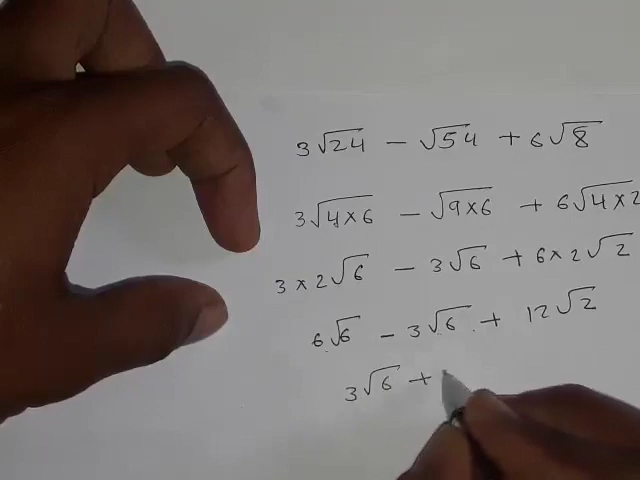 3√24 - √54 + 6√8
3√4×6 - √9×6 + 6√4×2
3×2√6 - 3√6 + 6×2√2
6√6 - 3√6 + 12√2
3√6 +